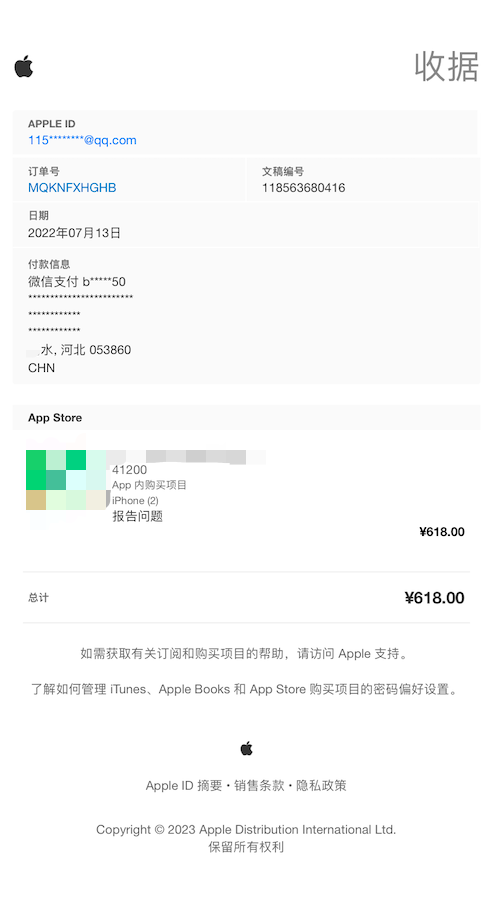 收据
APPLE ID
115********@qq.com
订单号
MQKNFXHGHB
文稿编号
118563680416
日期
2022年07月13日
付款信息
微信支付 b*****50
************************
************
************
水, 河北 053860
CHN
App Store
41200
App 内购买项目
iPhone (2)
报告问题
¥618.00
总计
¥618.00
如需获取有关订阅和购买项目的帮助，请访问 Apple 支持。
了解如何管理 iTunes、Apple Books 和 App Store 购买项目的密码偏好设置。
Apple ID 摘要 • 销售条款 • 隐私政策
Copyright © 2023 Apple Distribution International Ltd.
保留所有权利